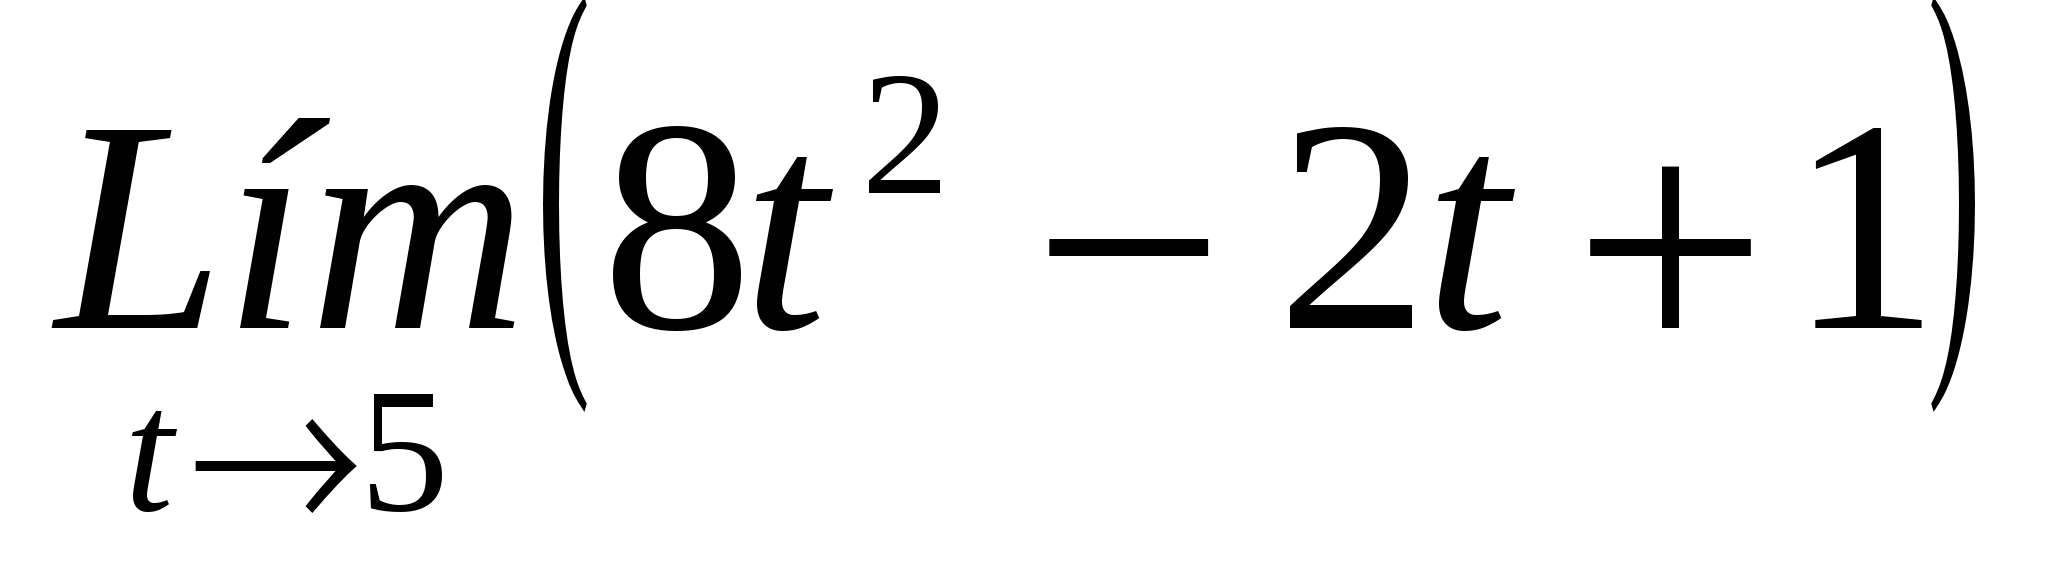 Lím(8t² − 2t + 1)
t→5